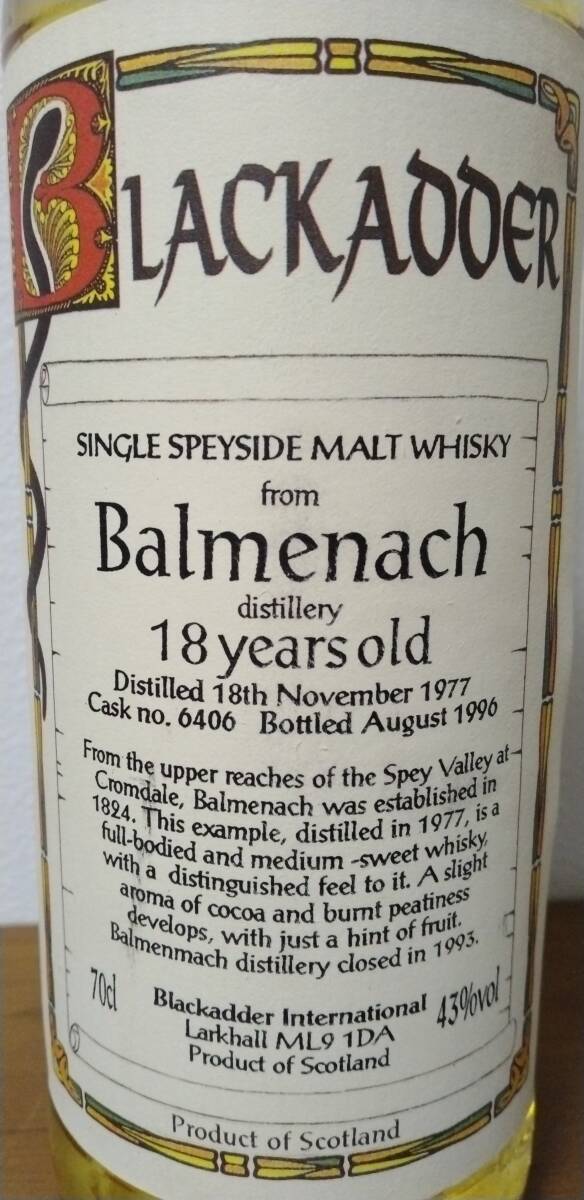 BLACKADDER
SINGLE SPEYSIDE MALT WHISKY
from
Balmenach
distillery
18 years old
Distilled 18th November 1977
Cask no. 6406 Bottled August 1996
From the upper reaches of the Spey Valley at
Cromdale, Balmenach was established in
1824. This example, distilled in 1977, is a
full-bodied and medium -sweet whisky,
with a distinguished feel to it. A slight
aroma of cocoa and burnt peatiness
develops, with just a hint of fruit.
Balmenmach distillery closed in 1993.
70cl Blackadder International 43%vol
Larkhall ML9 1DA
Product of Scotland
Product of Scotland